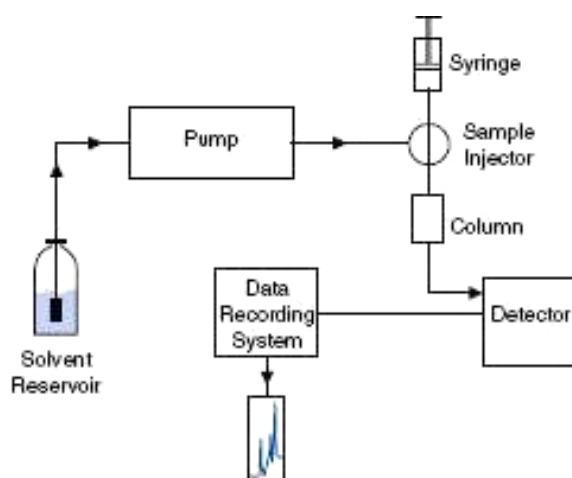 Syringe
Pump
Sample
Injector
Column
Data
Recording
System
Detector
Solvent
Reservoir